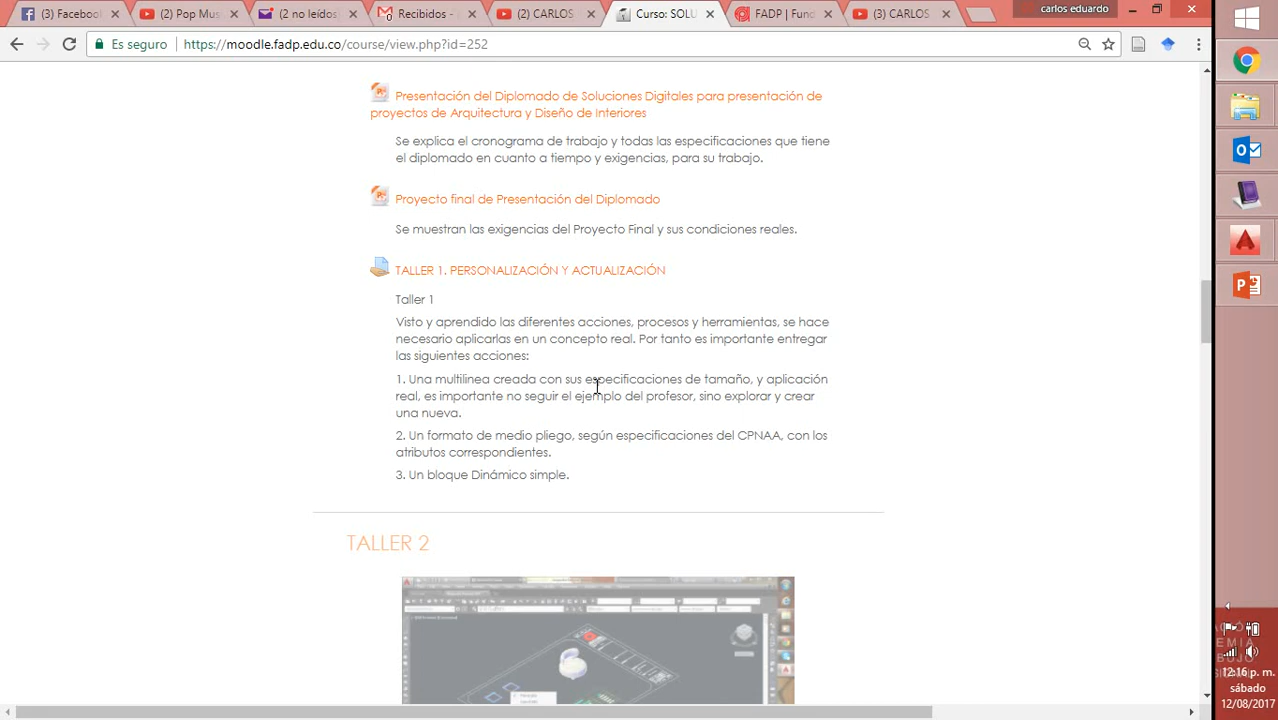 (3) Facebook
(2) Pop Mus
(2 no leídos)
Recibidos -
(2) CARLOS
Curso: SOLU
FADP | Fund
(3) CARLOS
carlos eduardo
Es seguro
https://moodle.fadp.edu.co/course/view.php?id=252
Presentación del Diplomado de Soluciones Digitales para presentación de
proyectos de Arquitectura y Diseño de Interiores
Se explica el cronograma de trabajo y todas las especificaciones que tiene
el diplomado en cuanto a tiempo y exigencias, para su trabajo.
Proyecto final de Presentación del Diplomado
Se muestran las exigencias del Proyecto Final y sus condiciones reales.
TALLER 1. PERSONALIZACIÓN Y ACTUALIZACIÓN
Taller 1
Visto y aprendido las diferentes acciones, procesos y herramientas, se hace
necesario aplicarlas en un concepto real. Por tanto es importante entregar
las siguientes acciones:
1. Una multilinea creada con sus especificaciones de tamaño, y aplicación
real, es importante no seguir el ejemplo del profesor, sino explorar y crear
una nueva.
2. Un formato de medio pliego, según especificaciones del CPNAA, con los
atributos correspondientes.
3. Un bloque Dinámico simple.
TALLER 2
12:16 p. m.
sábado
12/08/2017